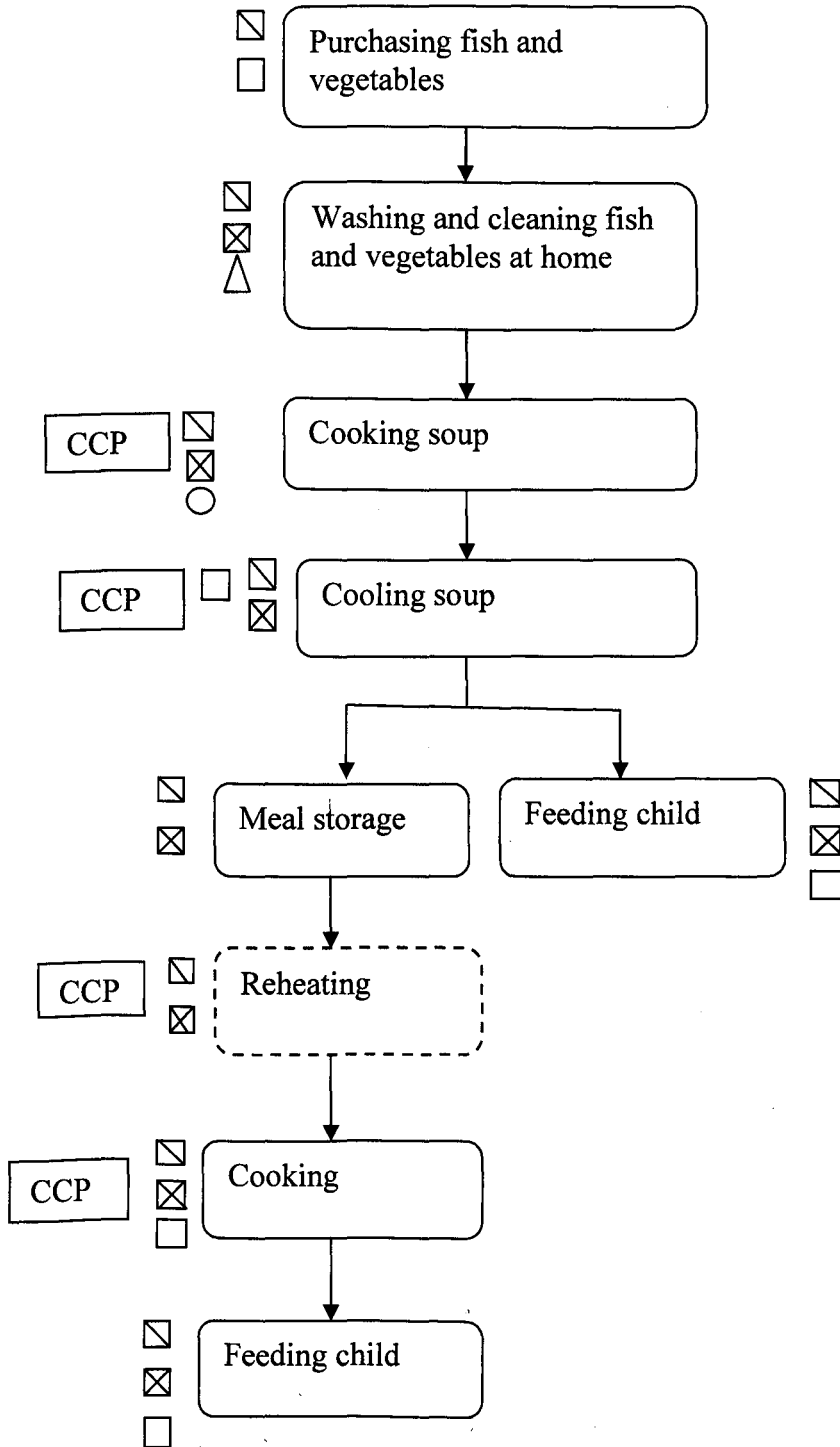 Purchasing fish and
vegetables
Washing and cleaning fish
and vegetables at home
CCP
Cooking soup
CCP
Cooling soup
Meal storage
Feeding child
CCP
Reheating
CCP
Cooking
Feeding child